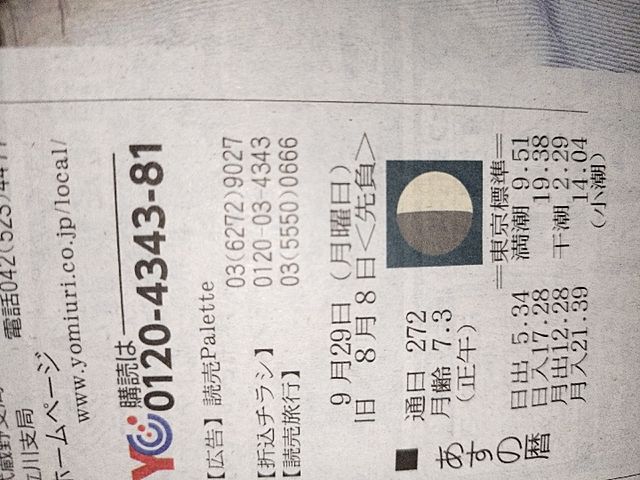 立川支局
ホームページ
www.yomiuri.co.jp/local/
購読は
YC 0120-4343-81
【広告】読売Palette
03(6272)9027
【折込チラシ】 0120-03-4343
【読売旅行】 03(5550)0666
9月29日(月曜日)
旧 8月8日<先負>
■あすの暦
通日 272
月齢 7.3
(正午)
日出 5.34
日入17.28
月出12.28
月入21.39
=東京標準=
満潮 9.51
19.38
干潮 2.29
14.04
(小潮)